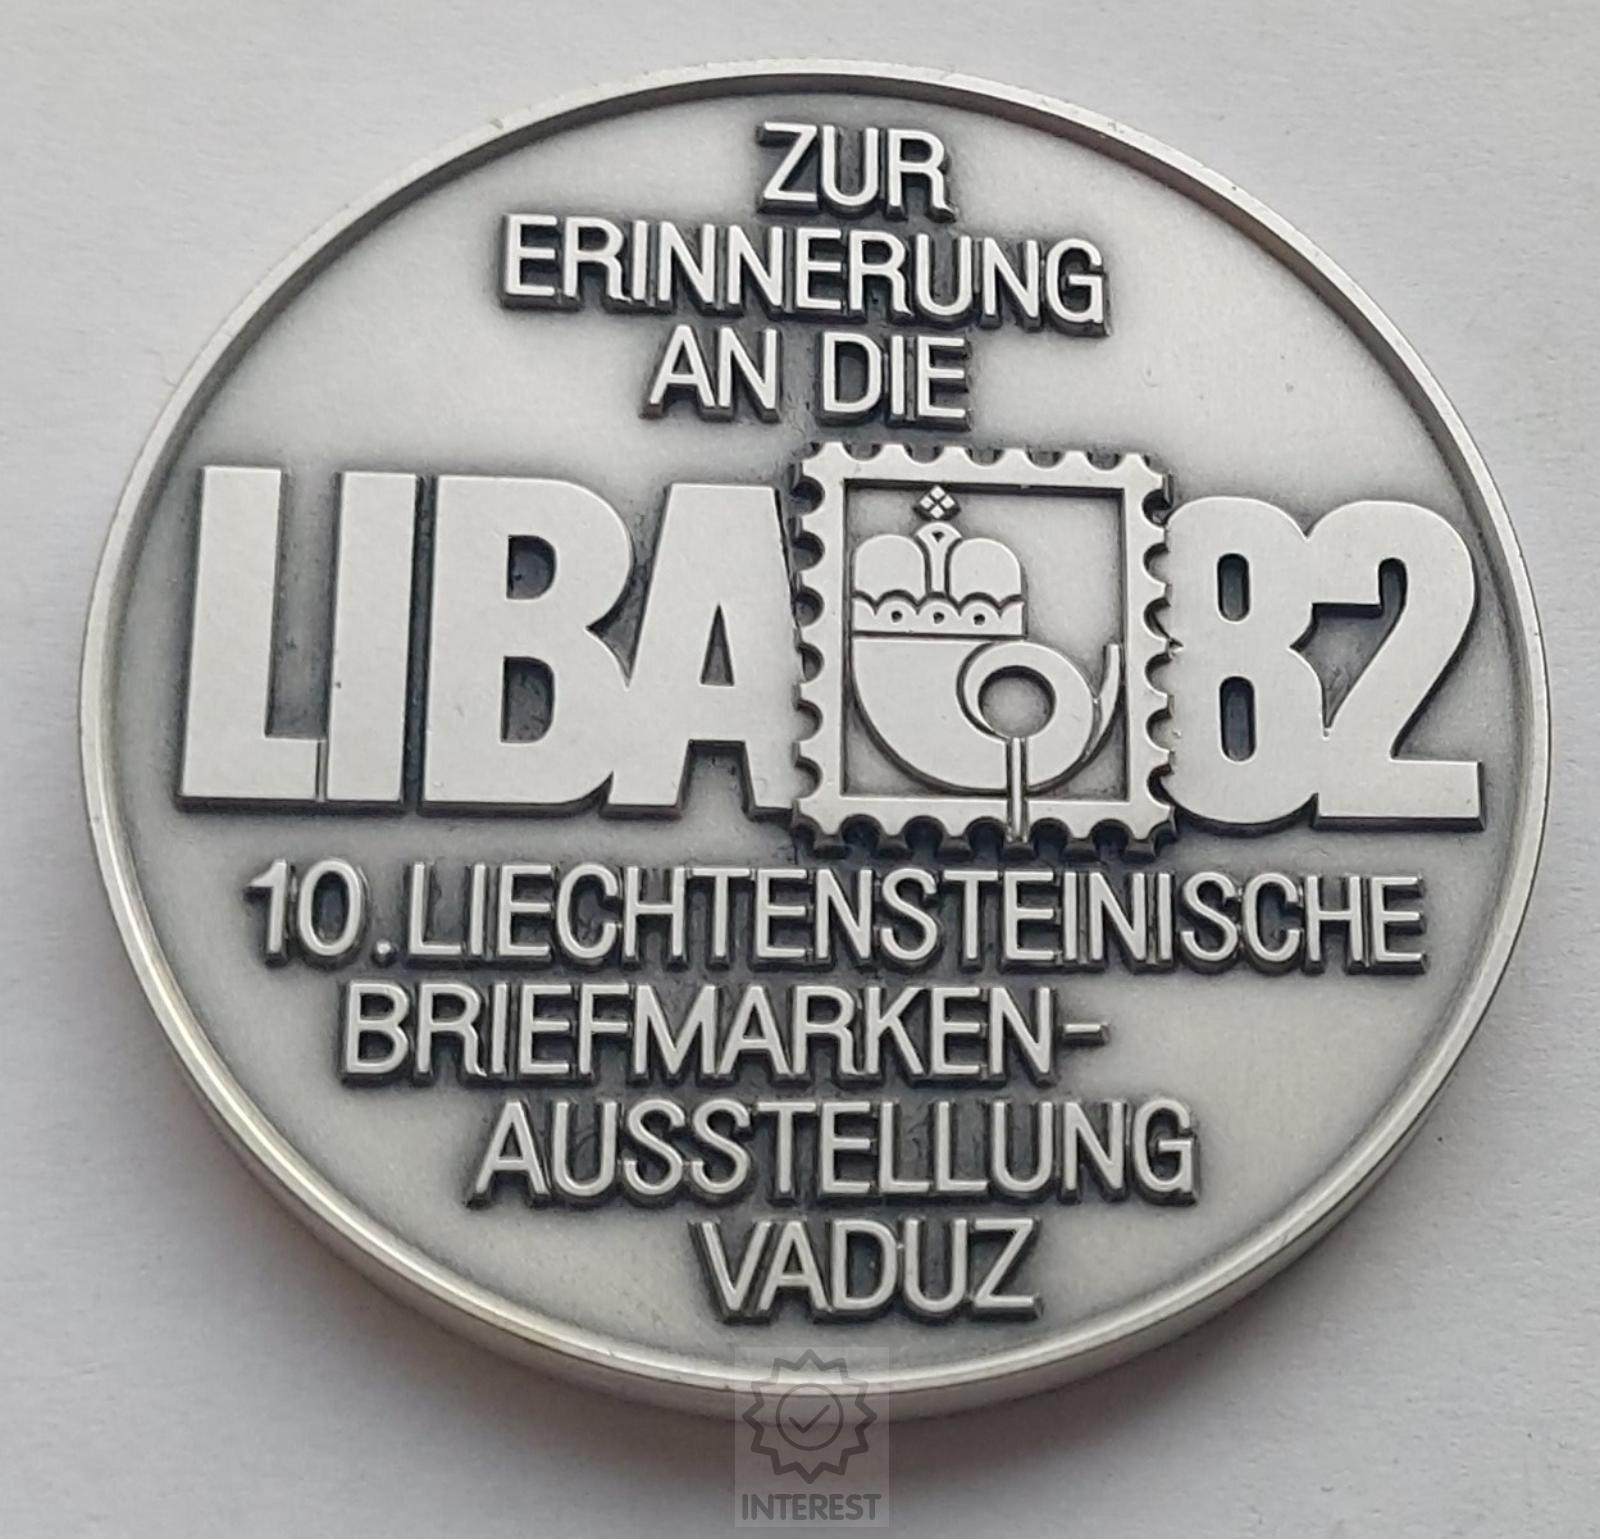 ZUR
ERINNERUNG
AN DIE
LIBA 82
10. LIECHTENSTEINISCHE
BRIEFMARKEN-
AUSSTELLUNG
VADUZ
INTEREST